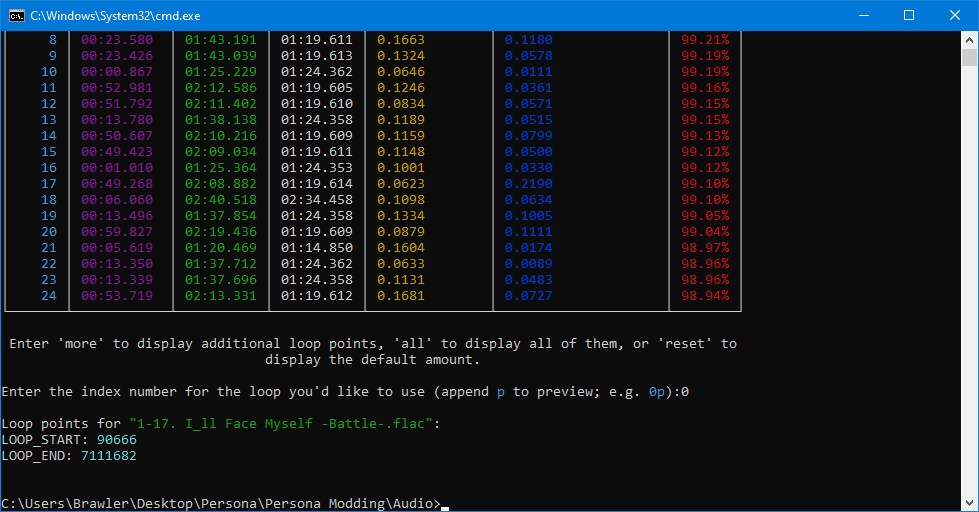 C:\Windows\System32\cmd.exe
8 00:23.580 01:43.191 01:19.611 0.1663 0.1180 99.21%
9 00:23.426 01:43.039 01:19.613 0.1324 0.0578 99.19%
10 00:00.867 01:25.229 01:24.362 0.0646 0.0111 99.19%
11 00:52.981 02:12.586 01:19.605 0.1246 0.0361 99.16%
12 00:51.792 02:11.402 01:19.610 0.0834 0.0571 99.15%
13 00:13.780 01:38.138 01:24.358 0.1189 0.0515 99.15%
14 00:50.607 02:10.216 01:19.609 0.1159 0.0799 99.13%
15 00:49.423 02:09.034 01:19.611 0.1148 0.0500 99.12%
16 00:01.010 01:25.364 01:24.353 0.1001 0.0330 99.12%
17 00:49.268 02:08.882 01:19.614 0.0623 0.2190 99.10%
18 00:06.060 02:40.518 02:34.458 0.1098 0.0634 99.10%
19 00:13.496 01:37.854 01:24.358 0.1334 0.1005 99.05%
20 00:59.827 02:19.436 01:19.609 0.0879 0.1111 99.04%
21 00:05.619 01:20.469 01:14.850 0.1604 0.0174 98.97%
22 00:13.350 01:37.712 01:24.362 0.0633 0.0089 98.96%
23 00:13.339 01:37.696 01:24.358 0.1131 0.0483 98.96%
24 00:53.719 02:13.331 01:19.612 0.1681 0.0727 98.94%
Enter 'more' to display additional loop points, 'all' to display all of them, or 'reset' to
display the default amount.
Enter the index number for the loop you'd like to use (append p to preview; e.g. 0p):0
Loop points for "1-17. I_ll Face Myself -Battle-.flac":
LOOP_START: 90666
LOOP_END: 7111682
C:\Users\Brawler\Desktop\Persona\Persona Modding\Audio>